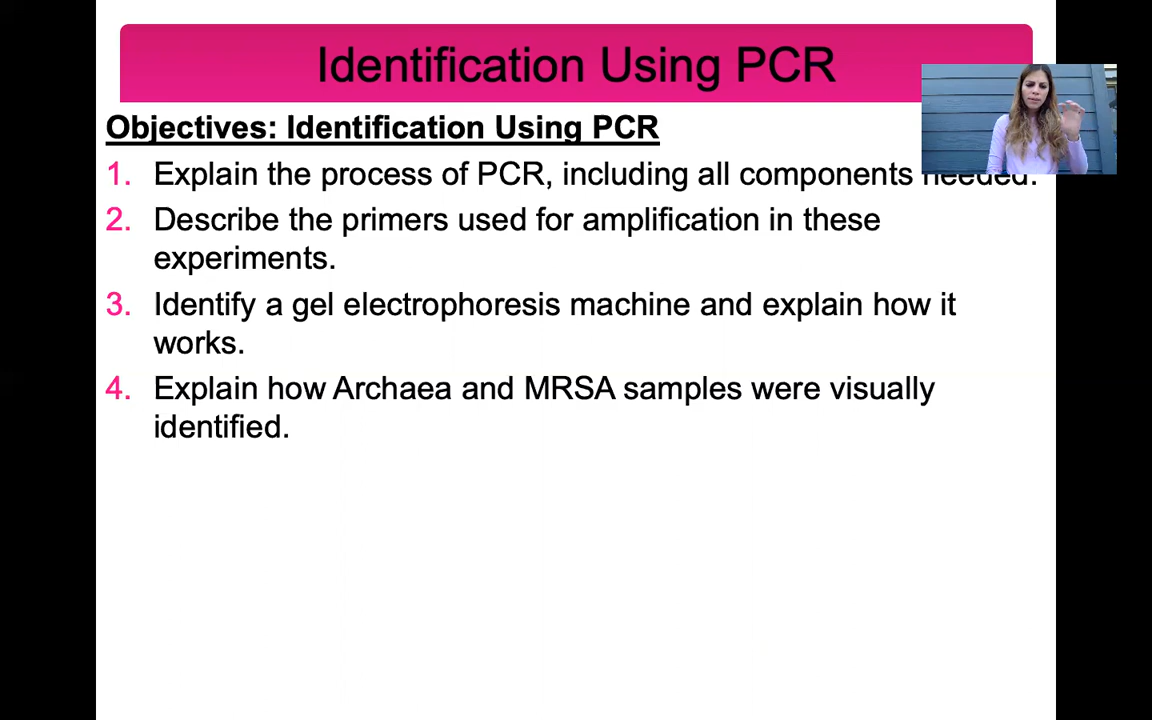 Identification Using PCR
Objectives: Identification Using PCR
1. Explain the process of PCR, including all components needed.
2. Describe the primers used for amplification in these
experiments.
3. Identify a gel electrophoresis machine and explain how it
works.
4. Explain how Archaea and MRSA samples were visually
identified.